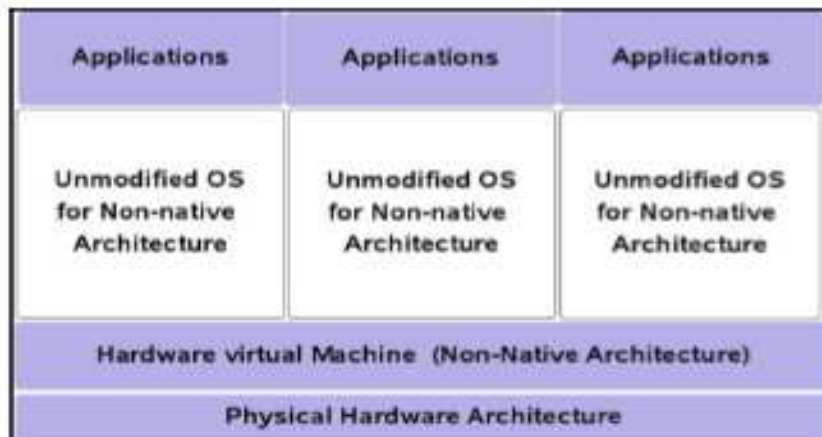 Applications
Applications
Applications
Unmodified OS
for Non-native
Architecture
Unmodified OS
for Non-native
Architecture
Unmodified OS
for Non-native
Architecture
Hardware virtual Machine (Non-Native Architecture)
Physical Hardware Architecture